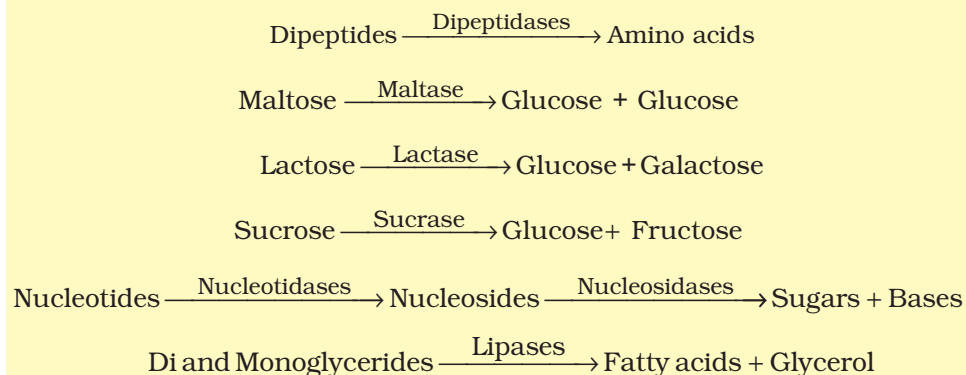 Dipeptides Dipeptidases → Amino acids
Maltose Maltase → Glucose + Glucose
Lactose Lactase → Glucose + Galactose
Sucrose Sucrase → Glucose+ Fructose
Nucleotides Nucleotidases → Nucleosides Nucleosidases → Sugars + Bases
Di and Monoglycerides Lipases → Fatty acids + Glycerol